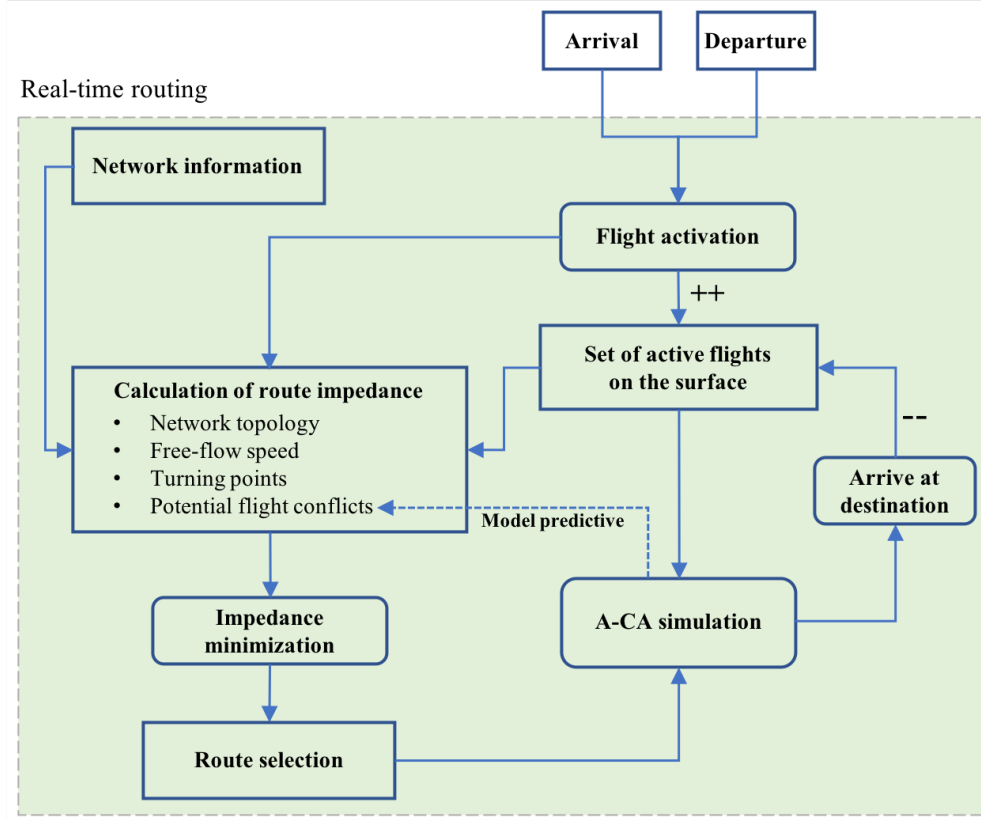 Arrival
Departure
Real-time routing
Network information
Flight activation
++
Set of active flights
on the surface
Calculation of route impedance
• Network topology
• Free-flow speed
• Turning points
• Potential flight conflicts
--
Arrive at
destination
Model predictive
Impedance
minimization
A-CA simulation
Route selection